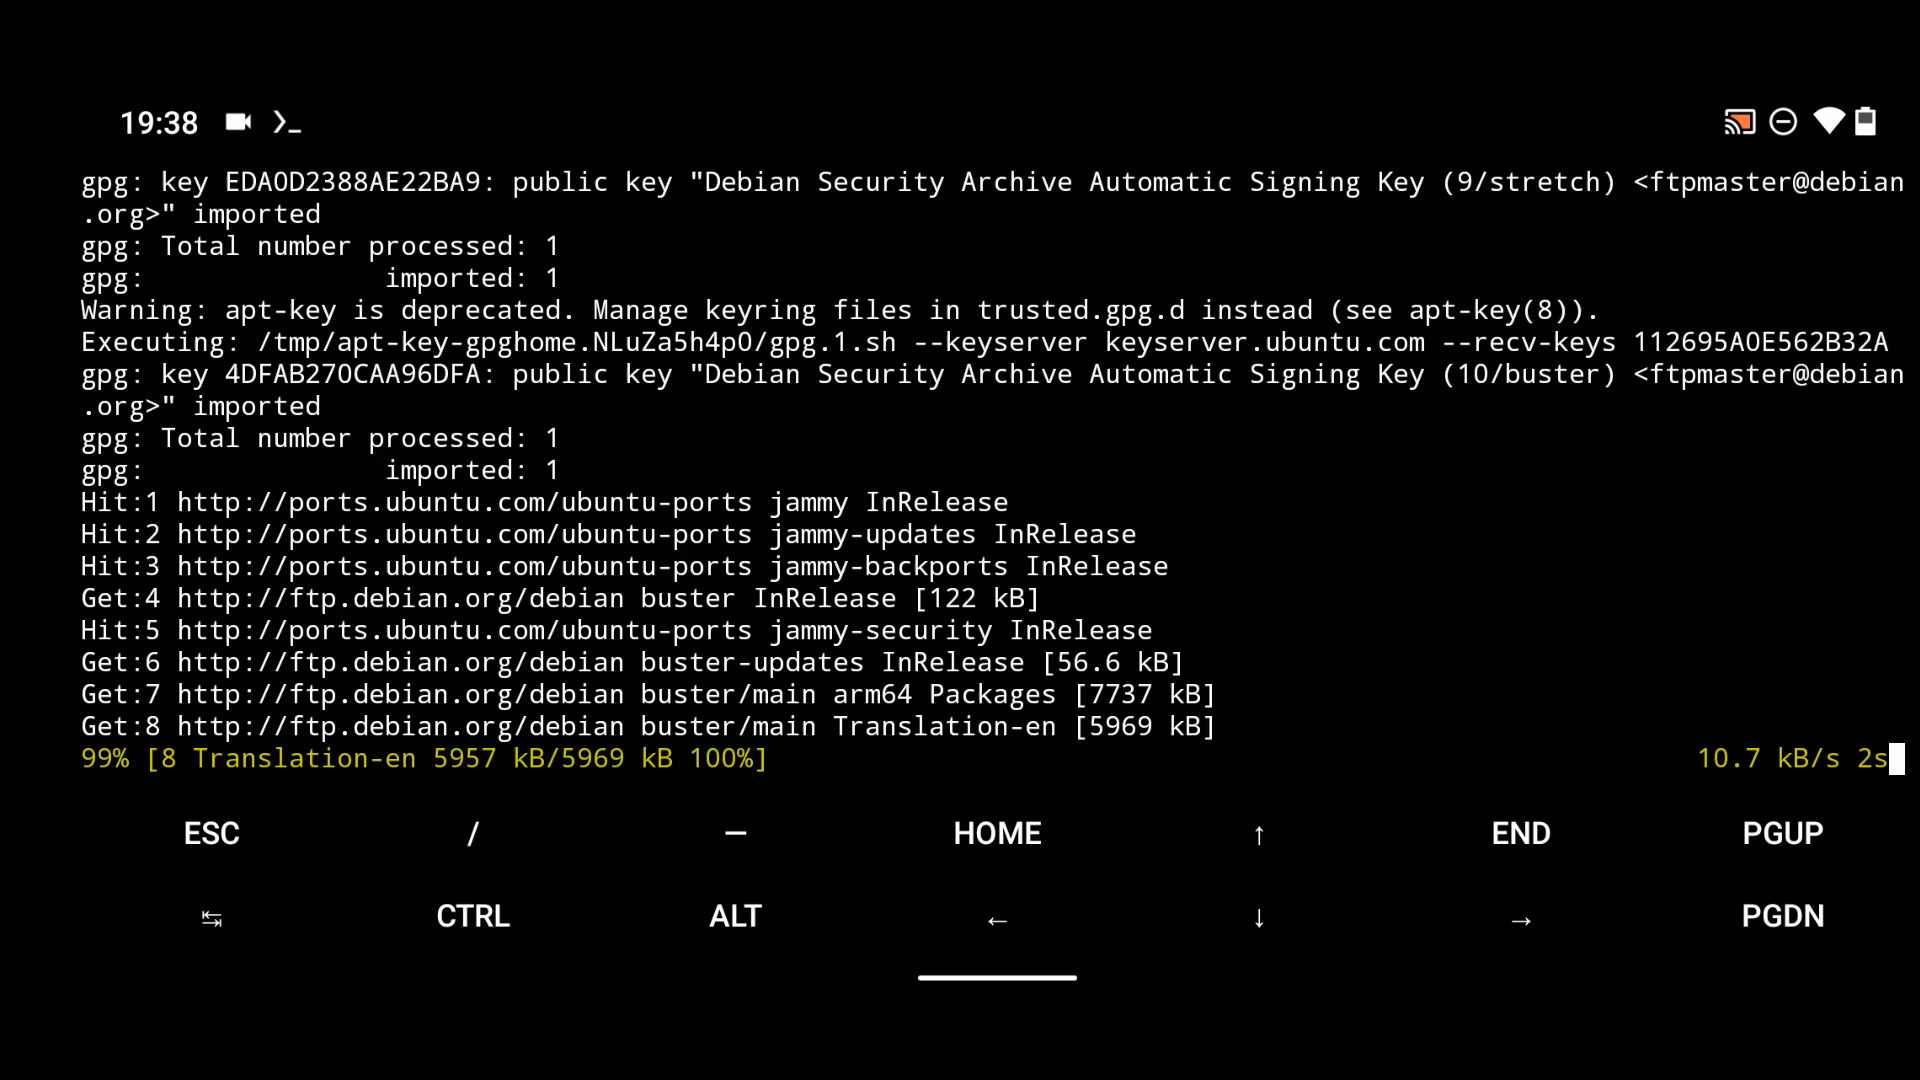 19:38
gpg: key EDA0D2388AE22BA9: public key "Debian Security Archive Automatic Signing Key (9/stretch) <ftpmaster@debian
.org>" imported
gpg: Total number processed: 1
gpg:               imported: 1
Warning: apt-key is deprecated. Manage keyring files in trusted.gpg.d instead (see apt-key(8)).
Executing: /tmp/apt-key-gpghome.NLuZa5h4pO/gpg.1.sh --keyserver keyserver.ubuntu.com --recv-keys 112695A0E562B32A
gpg: key 4DFAB270CAA96DFA: public key "Debian Security Archive Automatic Signing Key (10/buster) <ftpmaster@debian
.org>" imported
gpg: Total number processed: 1
gpg:               imported: 1
Hit:1 http://ports.ubuntu.com/ubuntu-ports jammy InRelease
Hit:2 http://ports.ubuntu.com/ubuntu-ports jammy-updates InRelease
Hit:3 http://ports.ubuntu.com/ubuntu-ports jammy-backports InRelease
Get:4 http://ftp.debian.org/debian buster InRelease [122 kB]
Hit:5 http://ports.ubuntu.com/ubuntu-ports jammy-security InRelease
Get:6 http://ftp.debian.org/debian buster-updates InRelease [56.6 kB]
Get:7 http://ftp.debian.org/debian buster/main arm64 Packages [7737 kB]
Get:8 http://ftp.debian.org/debian buster/main Translation-en [5969 kB]
99% [8 Translation-en 5957 kB/5969 kB 100%] 10.7 kB/s 2s
ESC / — HOME ↑ END PGUP
↹ CTRL ALT ← ↓ → PGDN